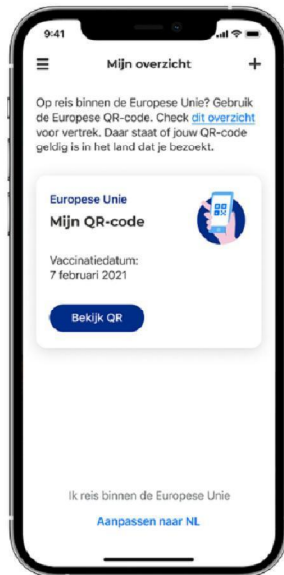 9:41
Mijn overzicht
Op reis binnen de Europese Unie? Gebruik
de Europese QR-code. Check dit overzicht
voor vertrek. Daar staat of jouw QR-code
geldig is in het land dat je bezoekt.
Europese Unie
Mijn QR-code
Vaccinatiedatum:
7 februari 2021
Bekijk QR
Ik reis binnen de Europese Unie
Aanpassen naar NL